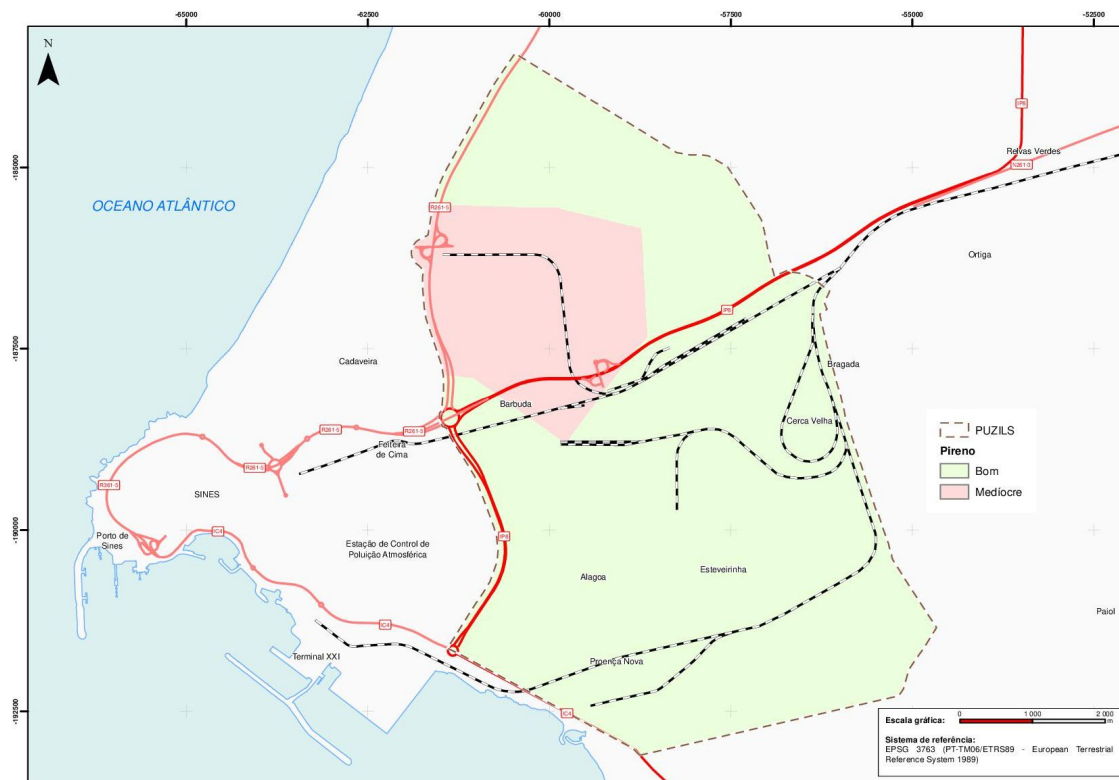 -65000
-62500
-60000
-57500
-55000
-52500
N
IP8
Relvas Verdes
R261-3
-185000
OCEANO ATLÂNTICO
R261-5
Ortiga
IP8
-187500
Cadaveira
Bragada
Barbuda
Cerca Velha
R261-5
R261-5
Feiteira
de Cima
R261-5
R361-5
SINES
PUZILS
Pireno
Bom
Medíocre
-190000
Porto de
Sines
IC4
IP8
Estação de Control de
Poluição Atmosférica
Alagoa
Esteveirinha
Paiol
IC4
Terminal XXI
Proença Nova
-192500
IC4
Escala gráfica:
0
1 000
2 000
m
Sistema de referência:
EPSG 3763 (PT-TM06/ETRS89 - European Terrestrial
Reference System 1989)